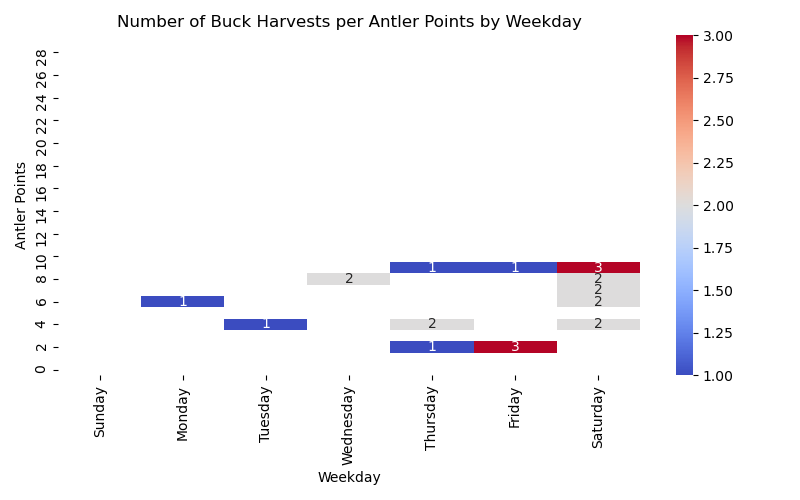 Number of Buck Harvests per Antler Points by Weekday
3.00
28
26
2.75
24
22
2.50
20
18
2.25
16
Antler Points
14
2.00
12
10
1 1 3
1.75
8
2 2
2
6
1 2
1.50
4
1 2 2
1.25
2
1 3
0
1.00
Sunday
Monday
Tuesday
Wednesday
Thursday
Friday
Saturday
Weekday